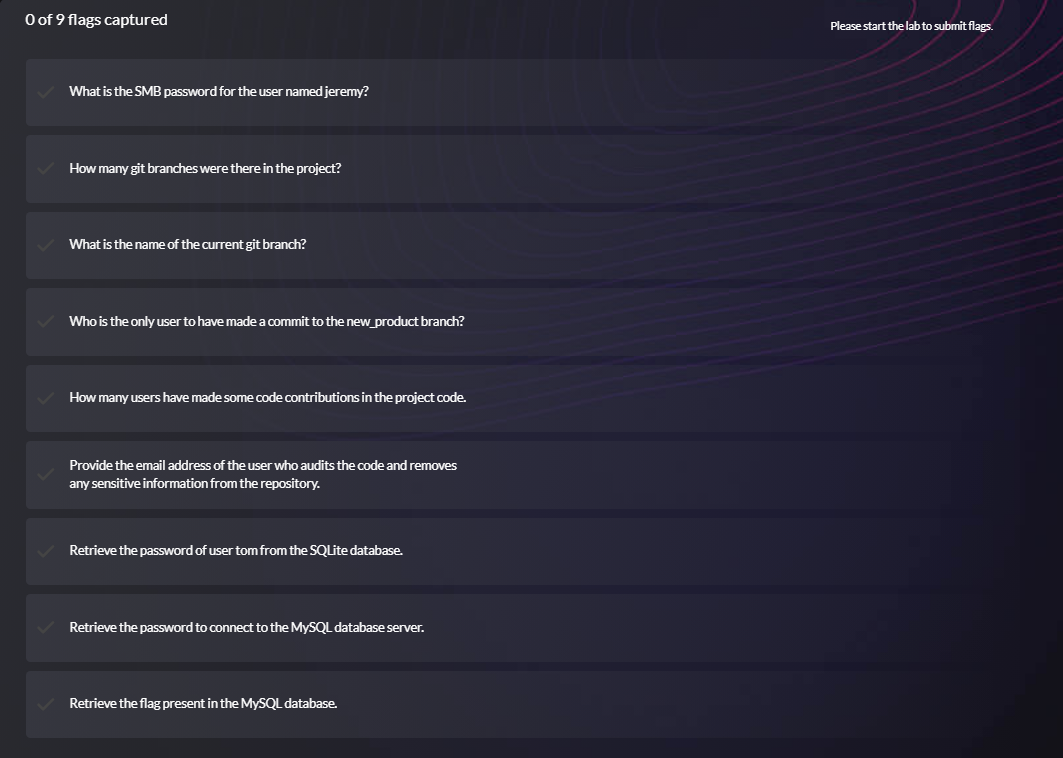 0 of 9 flags captured
Please start the lab to submit flags.
What is the SMB password for the user named jeremy?
How many git branches were there in the project?
What is the name of the current git branch?
Who is the only user to have made a commit to the new_product branch?
How many users have made some code contributions in the project code.
Provide the email address of the user who audits the code and removes
any sensitive information from the repository.
Retrieve the password of user tom from the SQLite database.
Retrieve the password to connect to the MySQL database server.
Retrieve the flag present in the MySQL database.